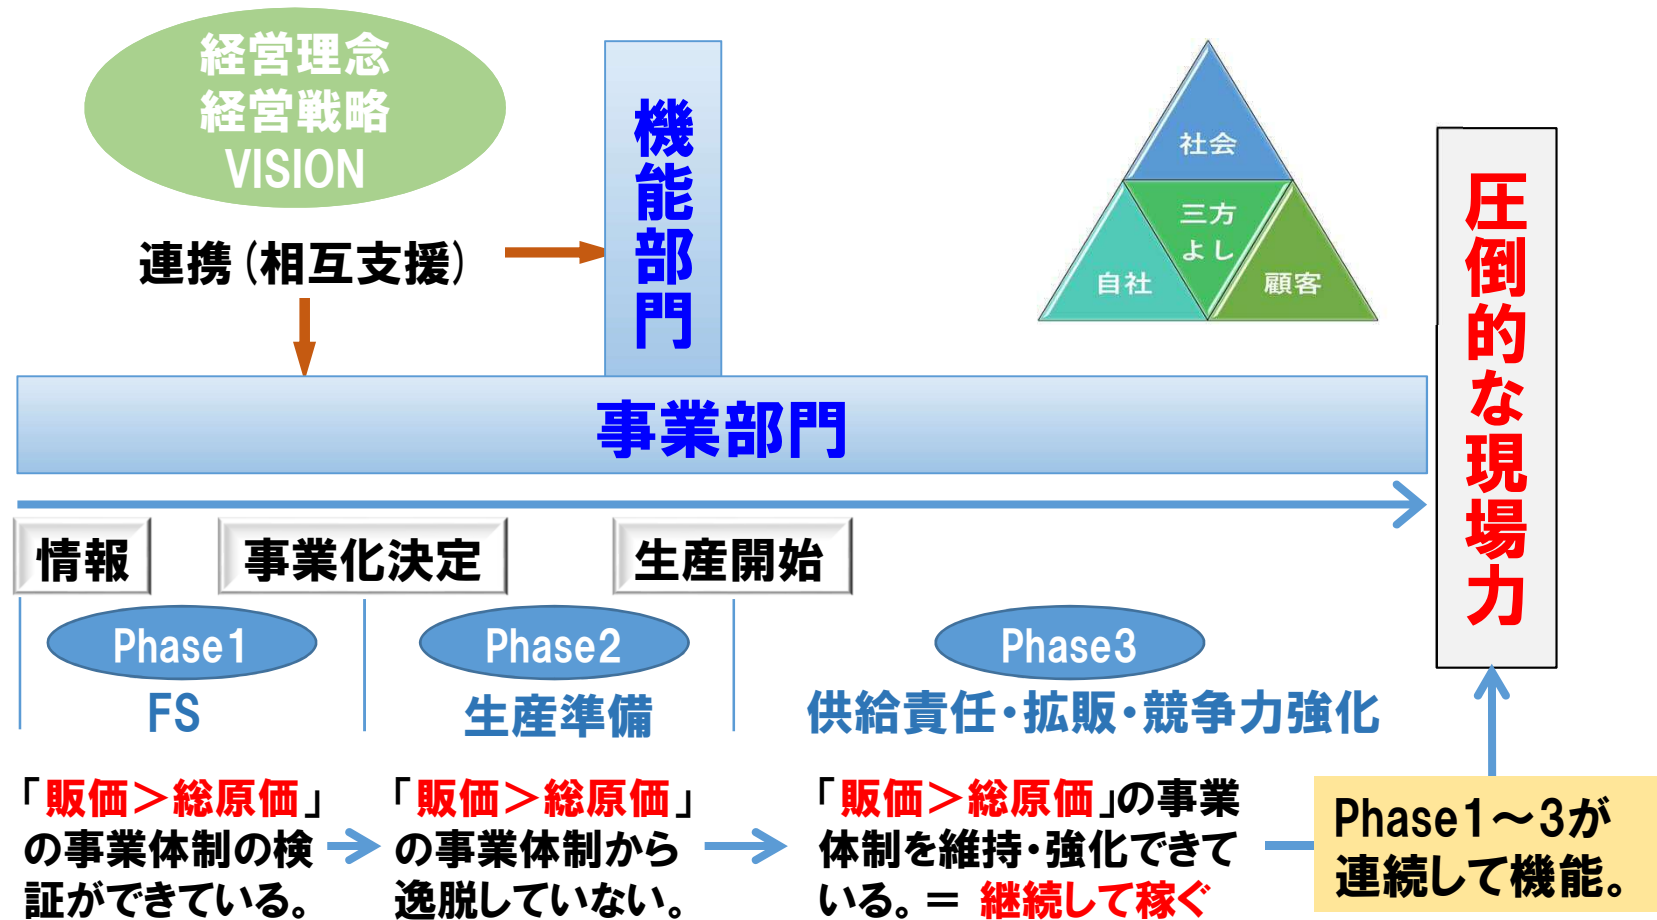 経営理念
経営戦略
VISION
連携(相互支援)
機能部門
社会
三方
よし
自社
顧客
圧倒的な現場力
事業部門
情報
事業化決定
生産開始
Phase1
Phase2
Phase3
FS
生産準備
供給責任・拡販・競争力強化
「販価＞総原価」
の事業体制の検
証ができている。
「販価＞総原価」
の事業体制から
逸脱していない。
「販価＞総原価」の事業
体制を維持・強化できて
いる。＝ 継続して稼ぐ
Phase1～3が
連続して機能。